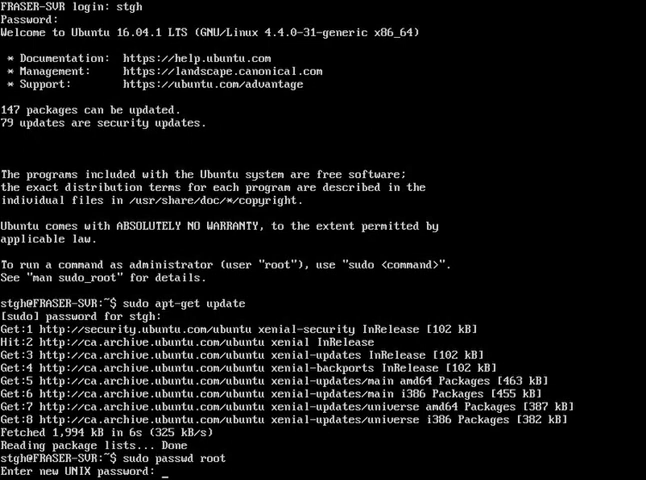 FRASER-SVR login: stgh
Password:
Welcome to Ubuntu 16.04.1 LTS (GNU/Linux 4.4.0-31-generic x86_64)
* Documentation: https://help.ubuntu.com
* Management: https://landscape.canonical.com
* Support: https://ubuntu.com/advantage
147 packages can be updated.
79 updates are security updates.
The programs included with the Ubuntu system are free software;
the exact distribution terms for each program are described in the
individual files in /usr/share/doc/*/copyright.
Ubuntu comes with ABSOLUTELY NO WARRANTY, to the extent permitted by
applicable law.
To run a command as administrator (user "root"), use "sudo <command>".
See "man sudo_root" for details.
stgh@FRASER-SVR:~$ sudo apt-get update
[sudo] password for stgh:
Get:1 http://security.ubuntu.com/ubuntu xenial-security InRelease [102 kB]
Hit:2 http://ca.archive.ubuntu.com/ubuntu xenial InRelease
Get:3 http://ca.archive.ubuntu.com/ubuntu xenial-updates InRelease [102 kB]
Get:4 http://ca.archive.ubuntu.com/ubuntu xenial-backports InRelease [102 kB]
Get:5 http://ca.archive.ubuntu.com/ubuntu xenial-updates/main amd64 Packages [463 kB]
Get:6 http://ca.archive.ubuntu.com/ubuntu xenial-updates/main i386 Packages [455 kB]
Get:7 http://ca.archive.ubuntu.com/ubuntu xenial-updates/universe amd64 Packages [387 kB]
Get:8 http://ca.archive.ubuntu.com/ubuntu xenial-updates/universe i386 Packages [382 kB]
Fetched 1,994 kB in 6s (325 kB/s)
Reading package lists... Done
stgh@FRASER-SVR:~$ sudo passwd root
Enter new UNIX password: _